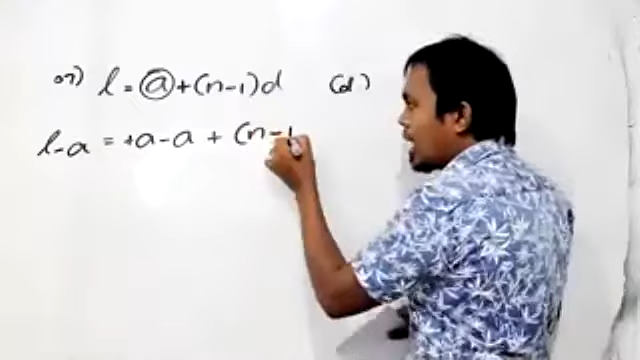 07) l = a + (n-1)d (d)
l-a = +a-a + (n-1